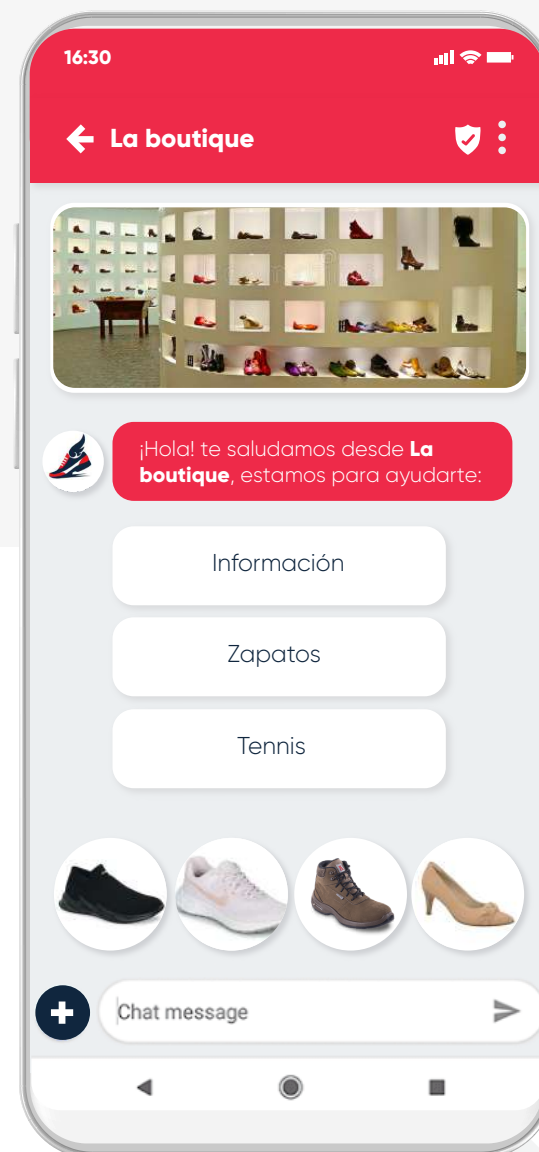 16:30
La boutique
¡Hola! te saludamos desde La
boutique, estamos para ayudarte:
Información
Zapatos
Tennis
Chat message